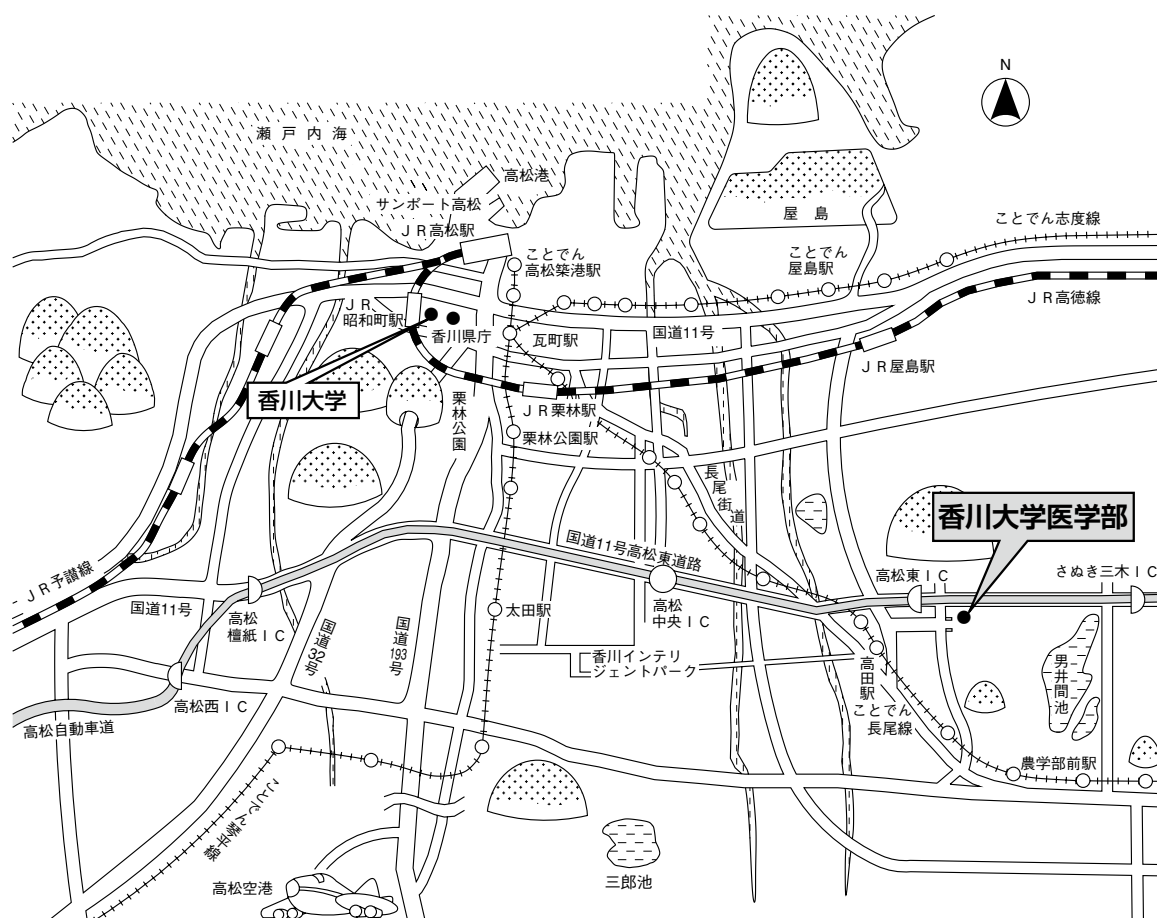 N
瀬戸内海
高松港
サンポート高松
JR高松駅
ことでん
高松築港駅
屋島
ことでん志度線
ことでん
屋島駅
JR高徳線
JR
昭和町駅
香川県庁
瓦町駅
国道11号
JR屋島駅
香川大学
JR栗林駅
栗林公園
栗林公園駅
長尾街道
香川大学医学部
国道11号高松東道路
高松東IC
さぬき三木IC
JR予讃線
国道11号
高松
檀紙IC
太田駅
高松
中央IC
国道32号
国道193号
香川インテリ
ジェントパーク
高田駅
男井間池
高松西IC
高松自動車道
ことでん
長尾線
農学部前駅
ことでん琴平線
高松空港
三郎池